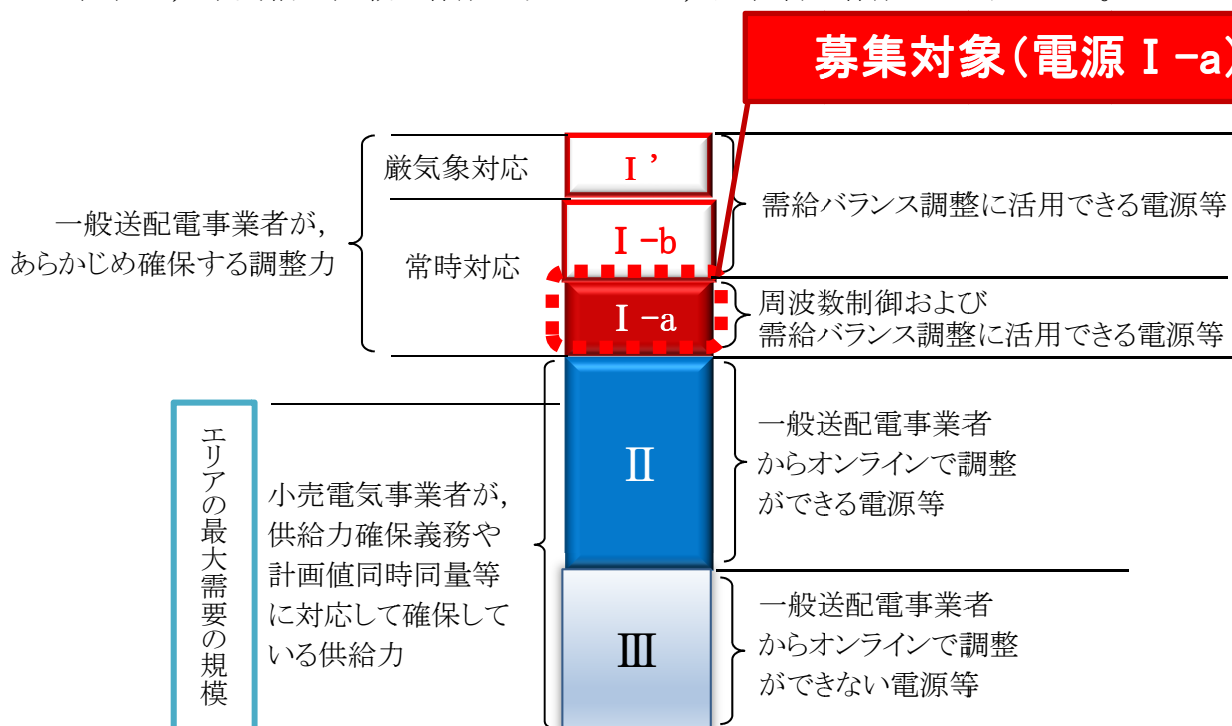 募集対象(電源Ⅰ-a)
厳気象対応
Ⅰ’
需給バランス調整に活用できる電源等
一般送配電事業者が,
あらかじめ確保する調整力
常時対応
Ⅰ-b
Ⅰ-a
周波数制御および
需給バランス調整に活用できる電源等
エリアの最大需要の規模
小売電気事業者が,
供給力確保義務や
計画値同時同量等
に対応して確保して
いる供給力
Ⅱ
一般送配電事業者
からオンラインで調整
ができる電源等
Ⅲ
一般送配電事業者
からオンラインで調整
ができない電源等